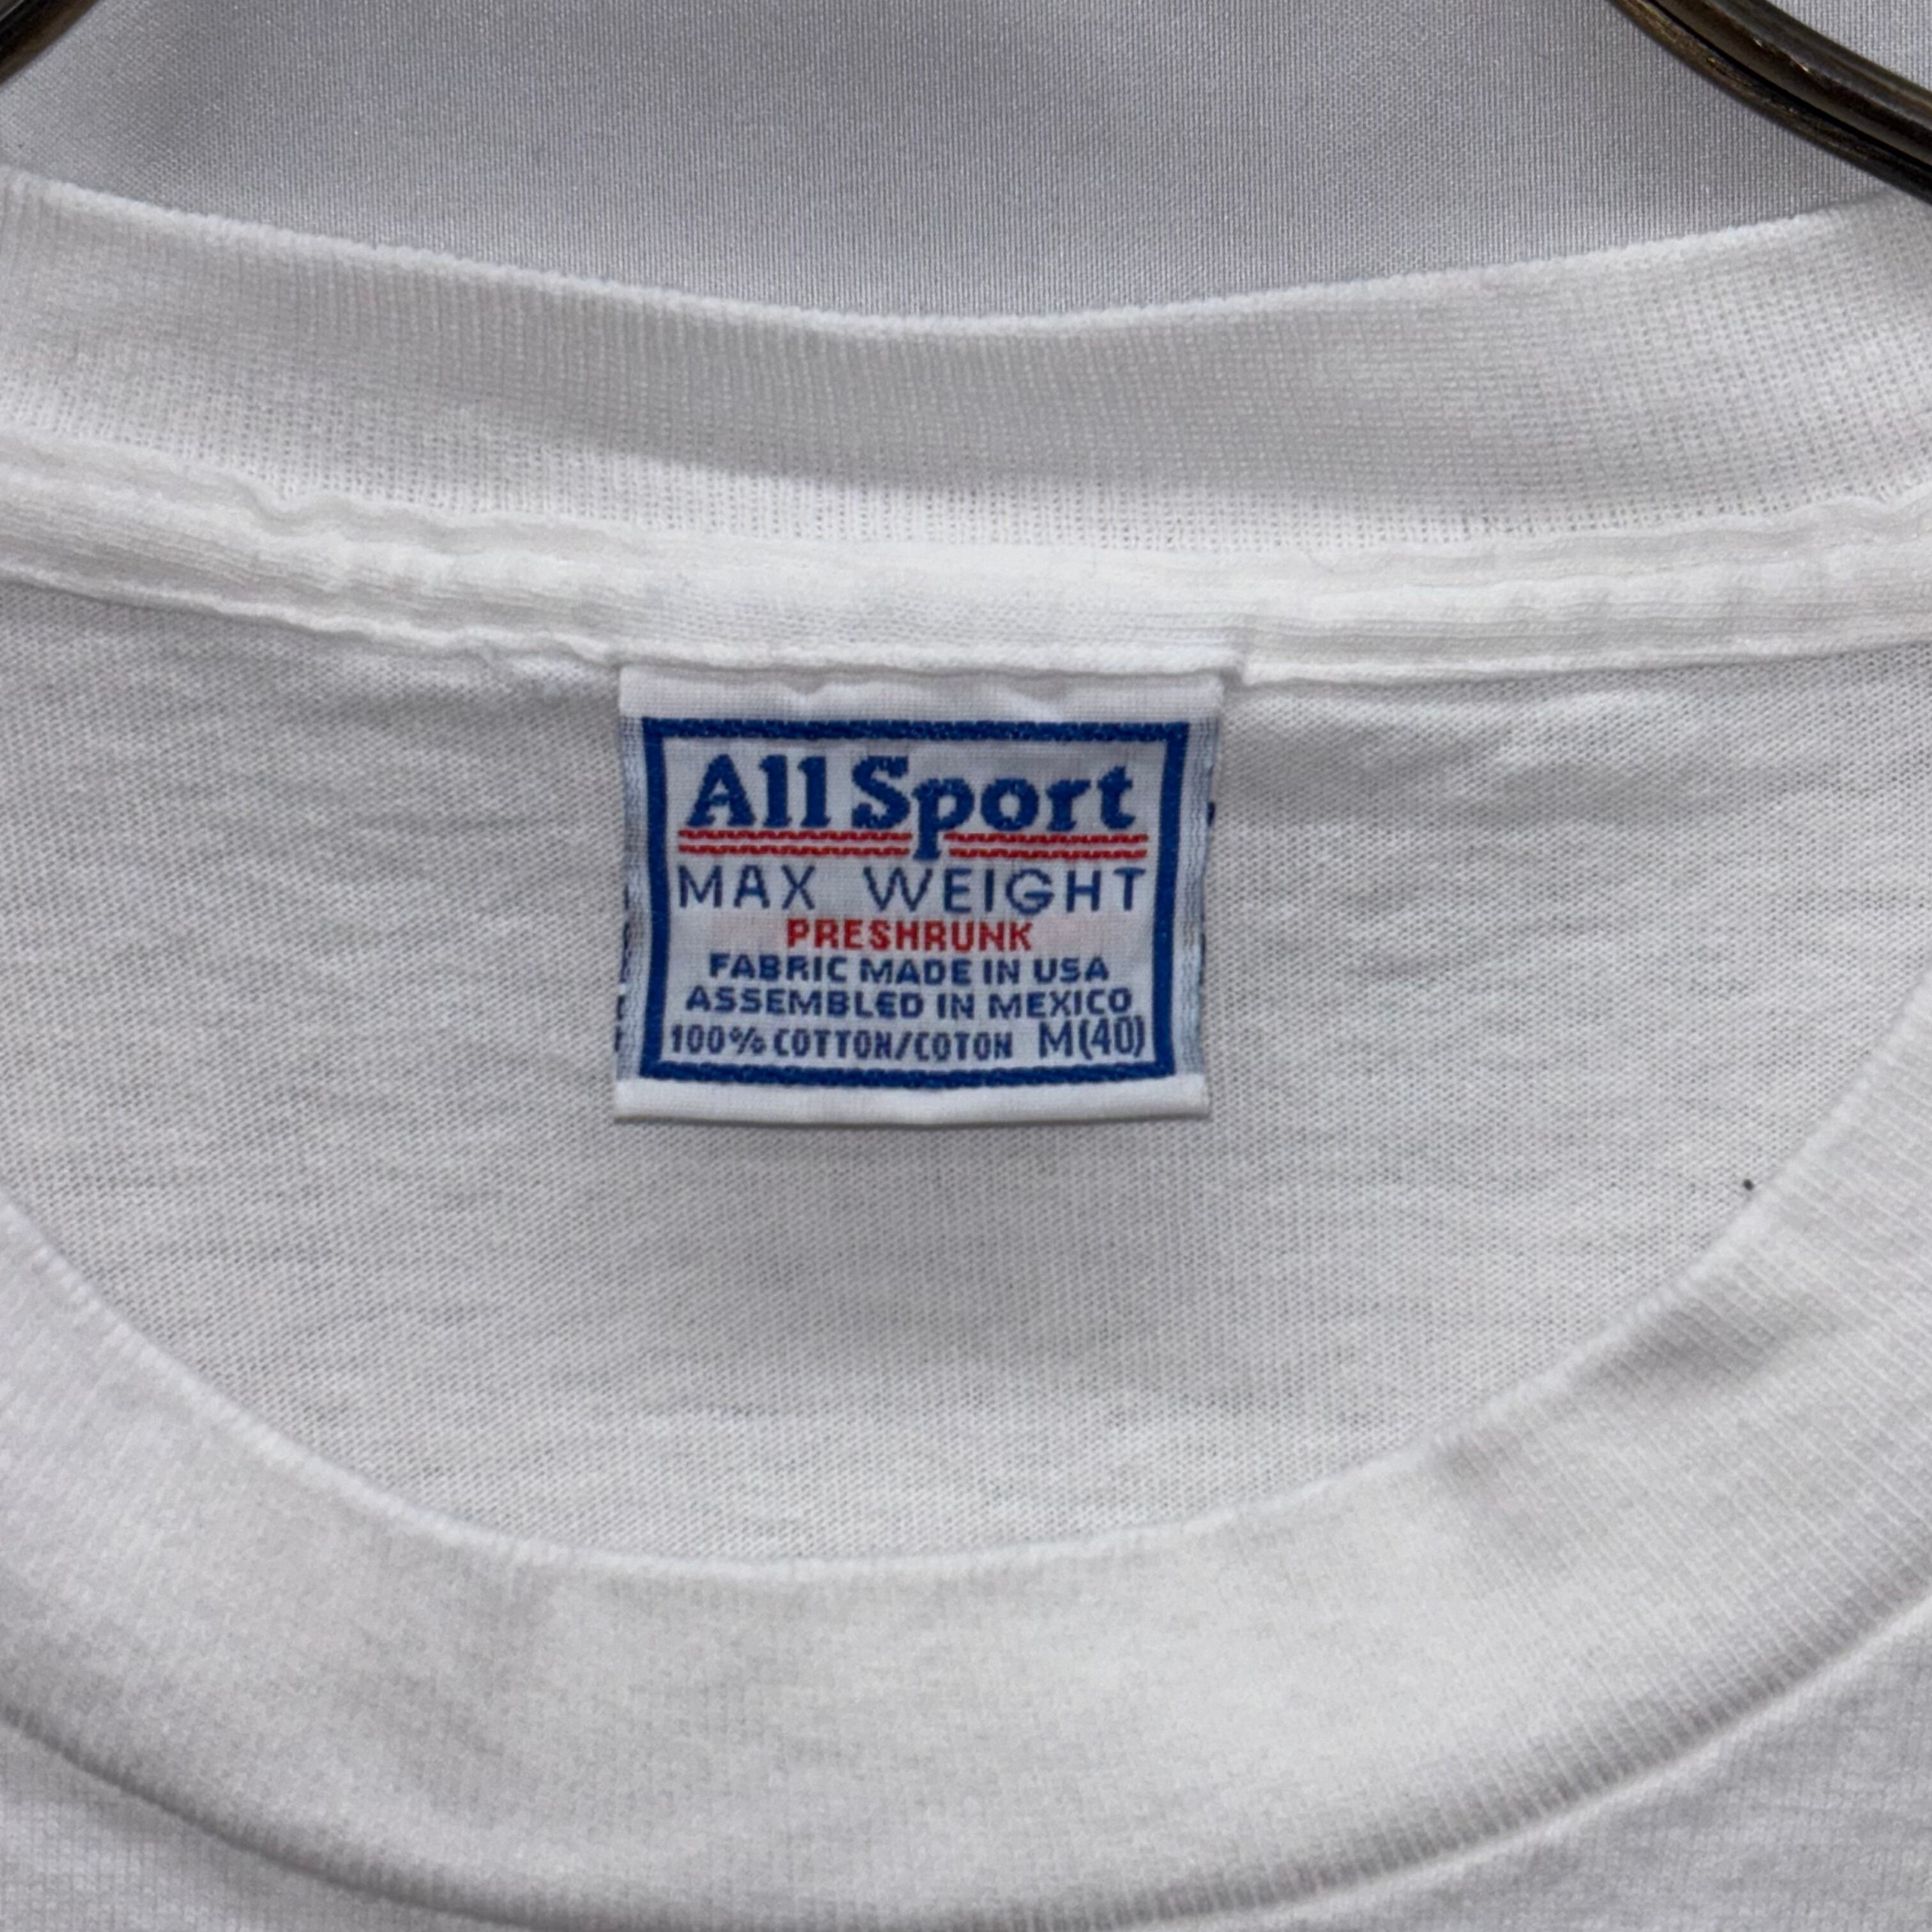 All Sport
MAX WEIGHT
PRESHRUNK
FABRIC MADE IN USA
ASSEMBLED IN MEXICO
100% COTTON/COTON M(40)